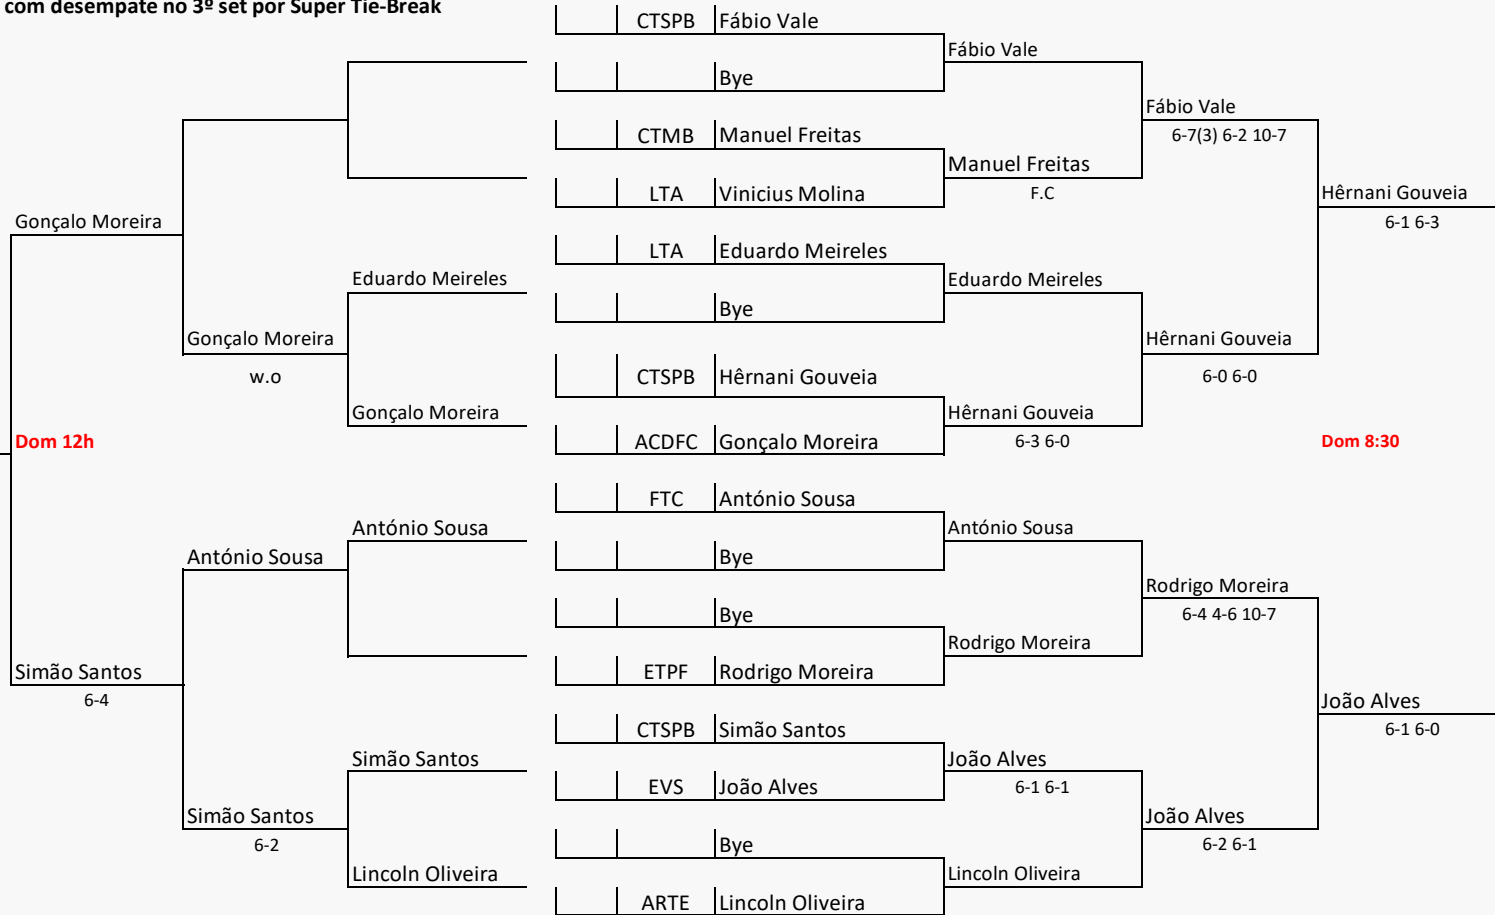 com desempate no 3º set por Super Tie-Break
CTSPB Fábio Vale
Fábio Vale
Bye
Fábio Vale
CTMB Manuel Freitas
6-7(3) 6-2 10-7
Manuel Freitas
LTA Vinicius Molina
F.C
Hêrnani Gouveia
Gonçalo Moreira
6-1 6-3
LTA Eduardo Meireles
Eduardo Meireles
Eduardo Meireles
Bye
Gonçalo Moreira
Hêrnani Gouveia
w.o
CTSPB Hêrnani Gouveia
6-0 6-0
Gonçalo Moreira
Hêrnani Gouveia
Dom 12h
ACDFC Gonçalo Moreira
6-3 6-0
Dom 8:30
FTC António Sousa
António Sousa
António Sousa
António Sousa
Bye
Rodrigo Moreira
Bye
6-4 4-6 10-7
Rodrigo Moreira
Simão Santos
ETPF Rodrigo Moreira
6-4
João Alves
CTSPB Simão Santos
6-1 6-0
Simão Santos
João Alves
EVS João Alves
6-1 6-1
Simão Santos
João Alves
6-2
Bye
6-2 6-1
Lincoln Oliveira
Lincoln Oliveira
ARTE Lincoln Oliveira